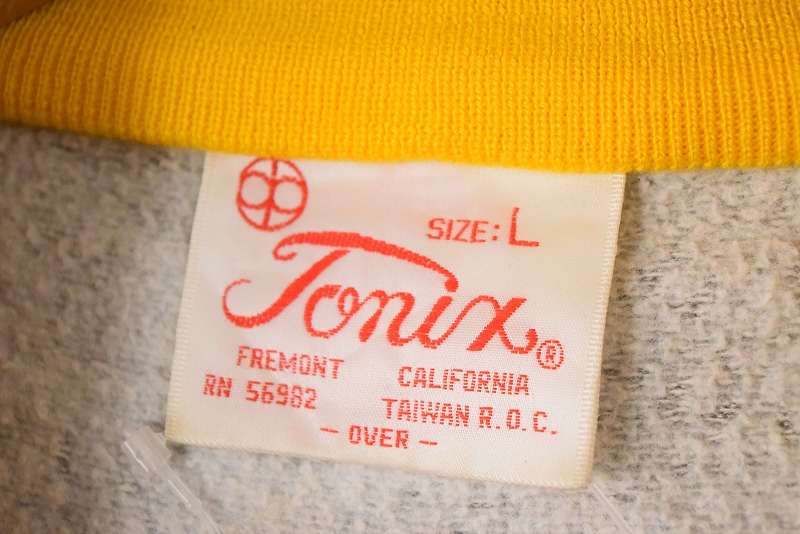 SIZE: L
Tonix®
FREMONT CALIFORNIA
RN 56982 TAIWAN R.O.C.
— OVER —